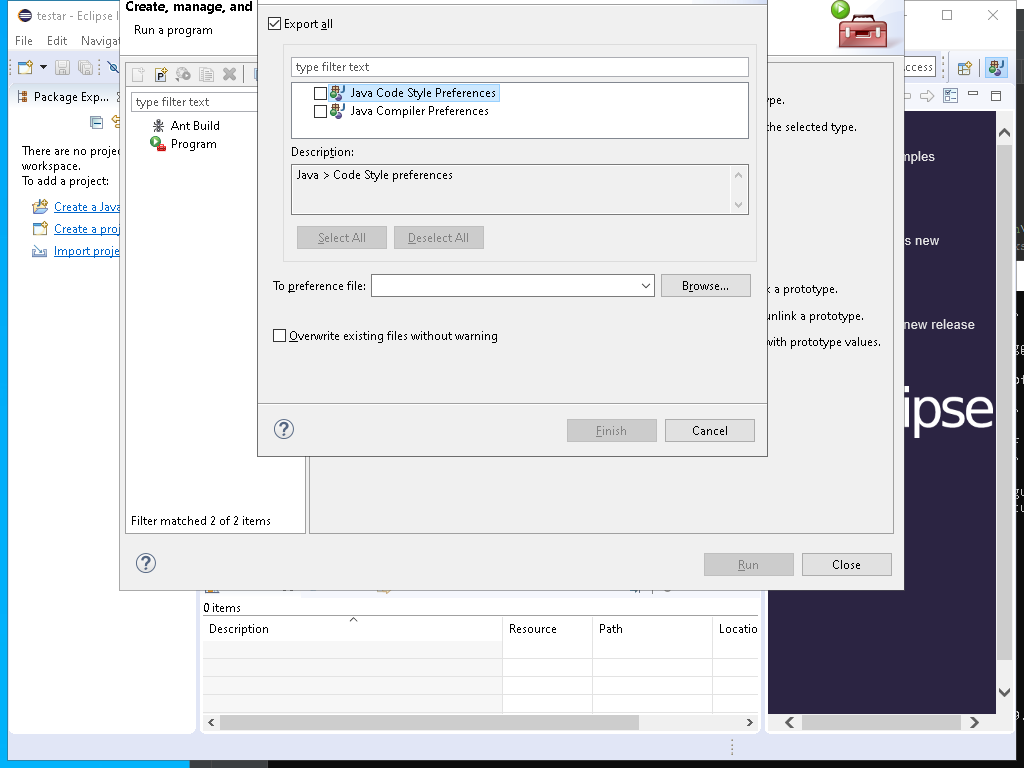 testar - Eclipse I
File Edit Navigat
Package Exp...
There are no projec
workspace.
To add a project:
Create a Java
Create a proj
Import proje
Create, manage, and
Run a program
type filter text
Ant Build
Program
Filter matched 2 of 2 items
Export all
type filter text
Java Code Style Preferences
Java Compiler Preferences
Description:
Java > Code Style preferences
Select All
Deselect All
To preference file:
Browse...
Overwrite existing files without warning
Finish
Cancel
ype.
he selected type.
k a prototype.
unlink a prototype.
with prototype values.
Run
Close
ccess
mples
s new
new release
ipse
0 items
Description
Resource
Path
Locatio